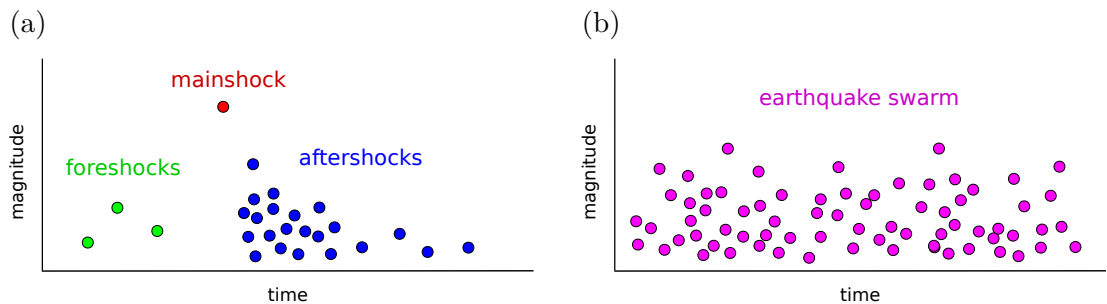 (a)
mainshock
foreshocks
aftershocks
magnitude
time
(b)
earthquake swarm
magnitude
time